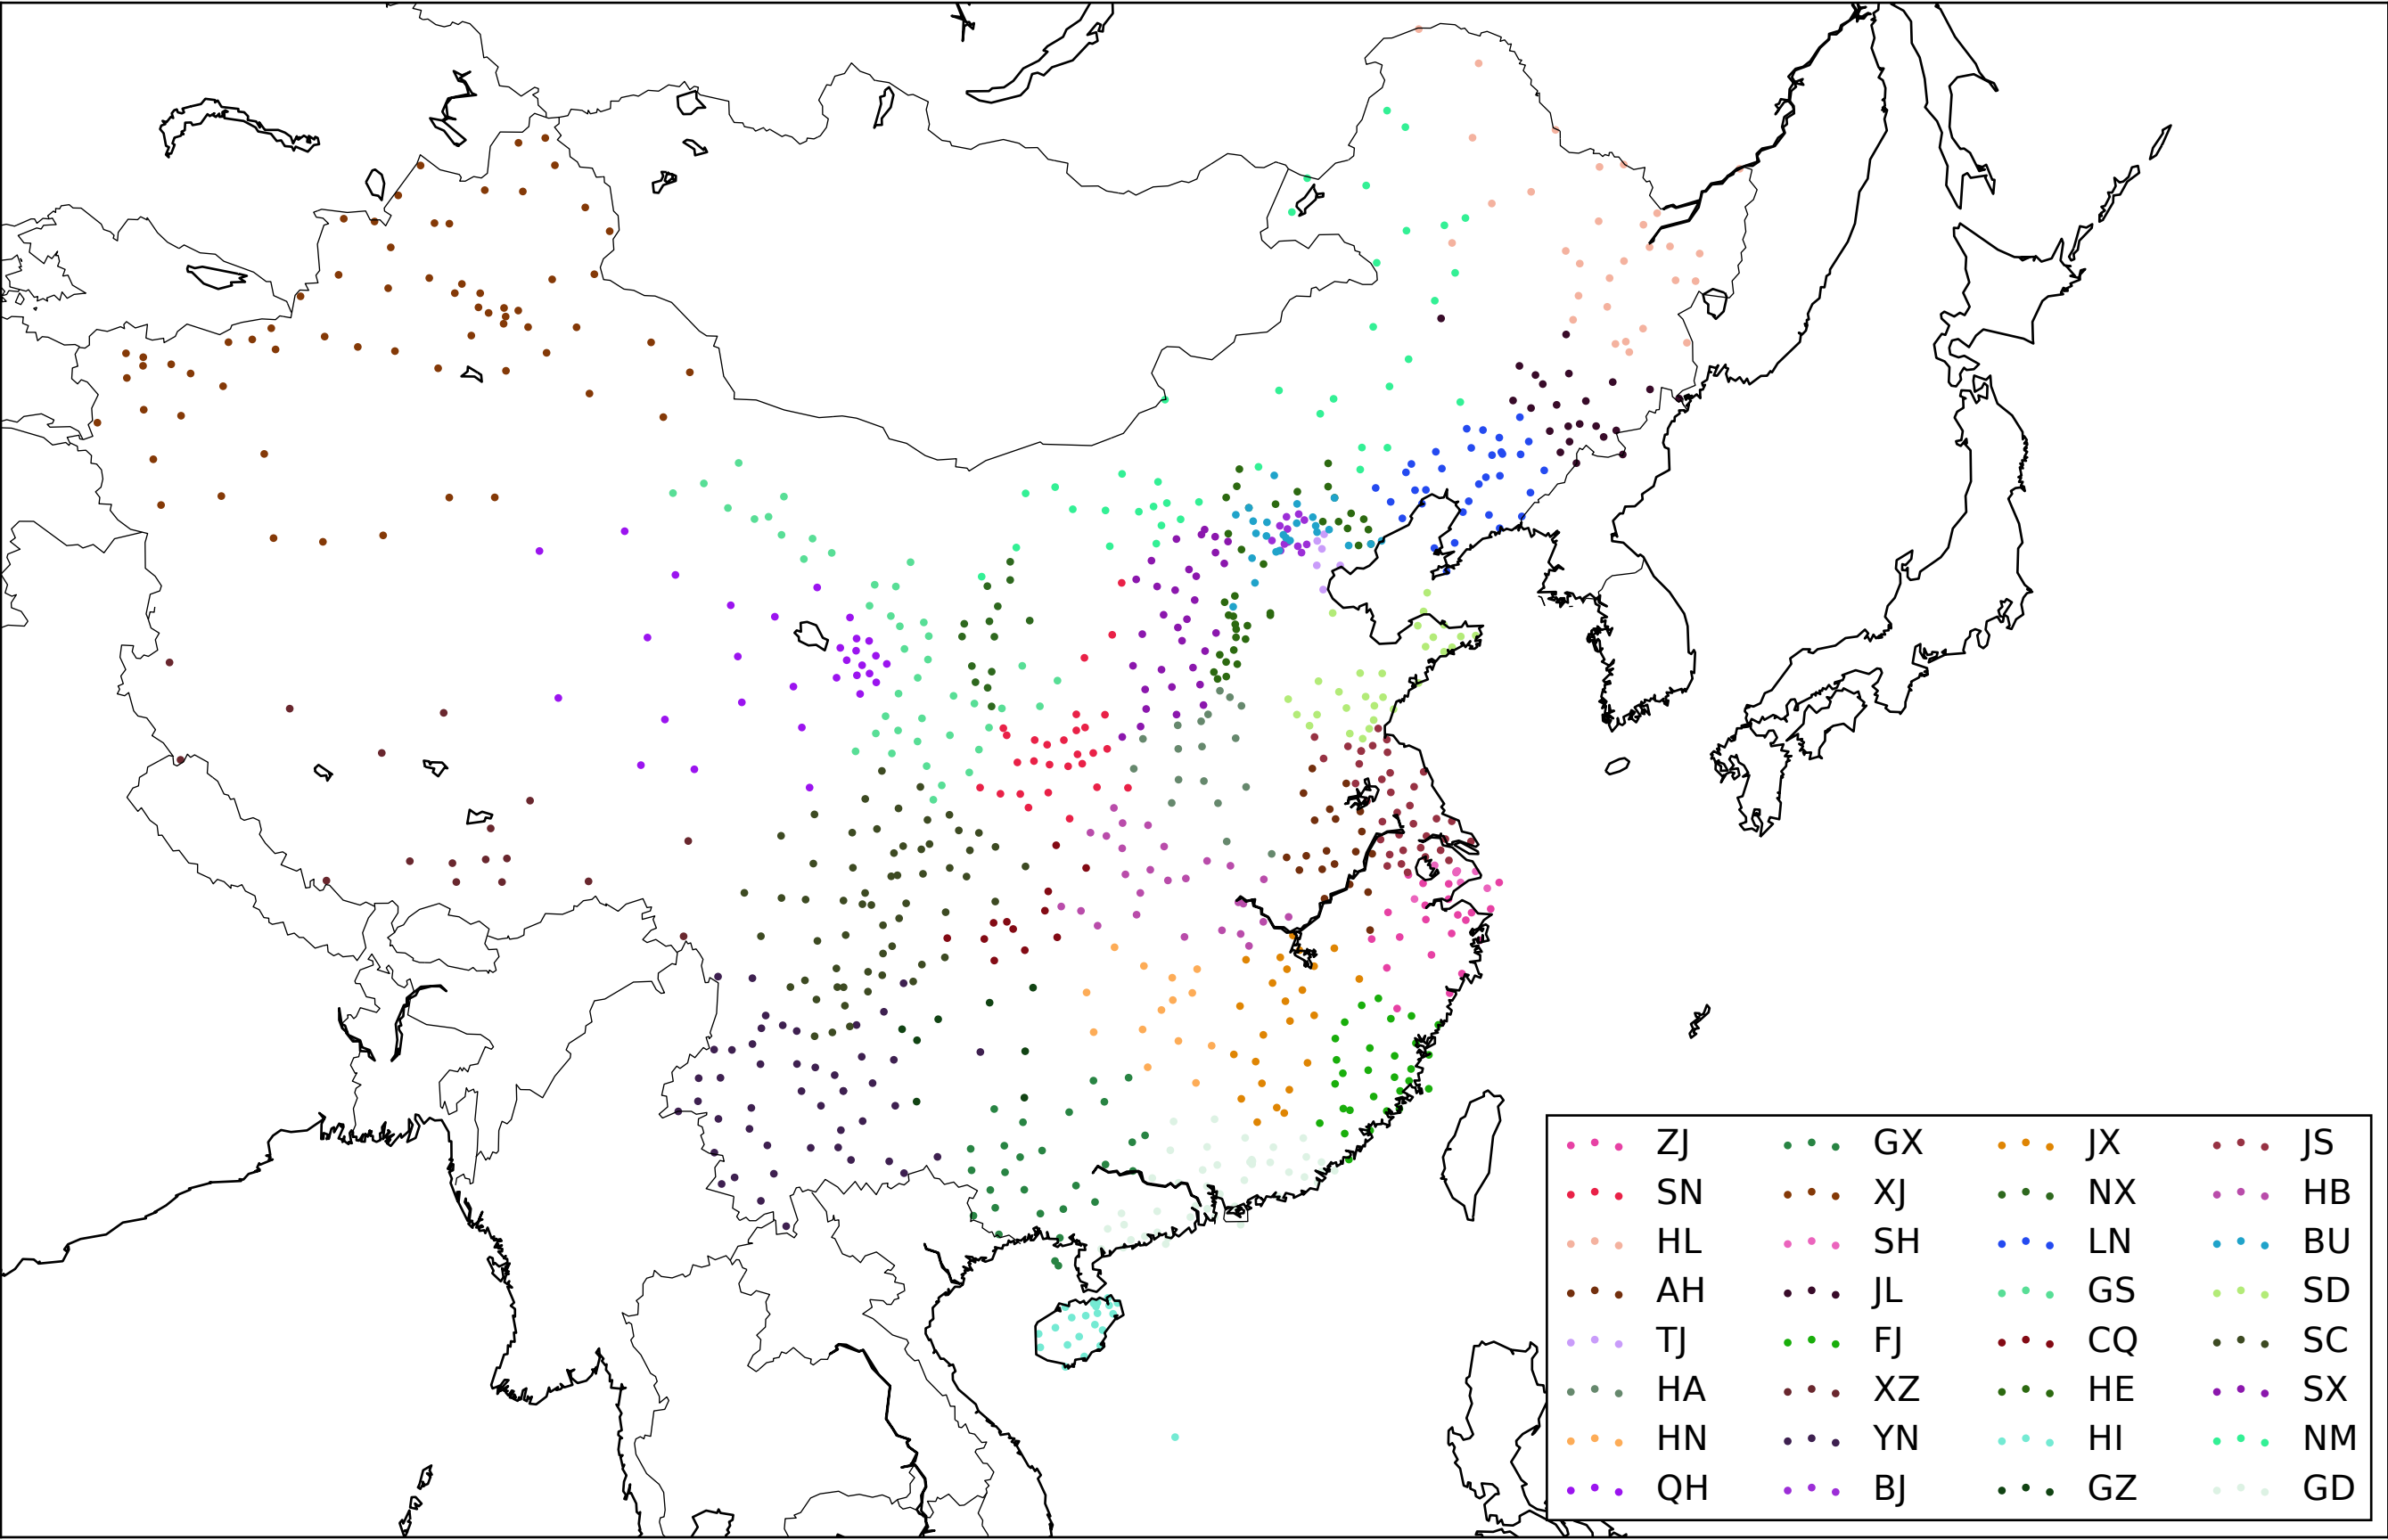 ZJ GX JX JS
SN XJ NX HB
HL SH LN BU
AH JL GS SD
TJ FJ CQ SC
HA XZ HE SX
HN YN HI NM
QH BJ GZ GD